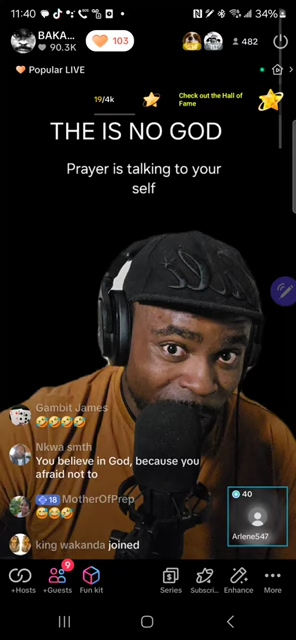 11:40
34%
BAKA...
90.3K
103
482
Popular LIVE
19/4k
Check out the Hall of
Fame
THE IS NO GOD
Prayer is talking to your
self
Gambit James
🤣🤣🤣🤣
Nkwa smth
You believe in God, because you
afraid not to
18 MotherOfPrep
😂😂🤣
king wakanda joined
40
Arlene547
9
+Hosts
+Guests
Fun kit
Series
Subscri...
Enhance
More